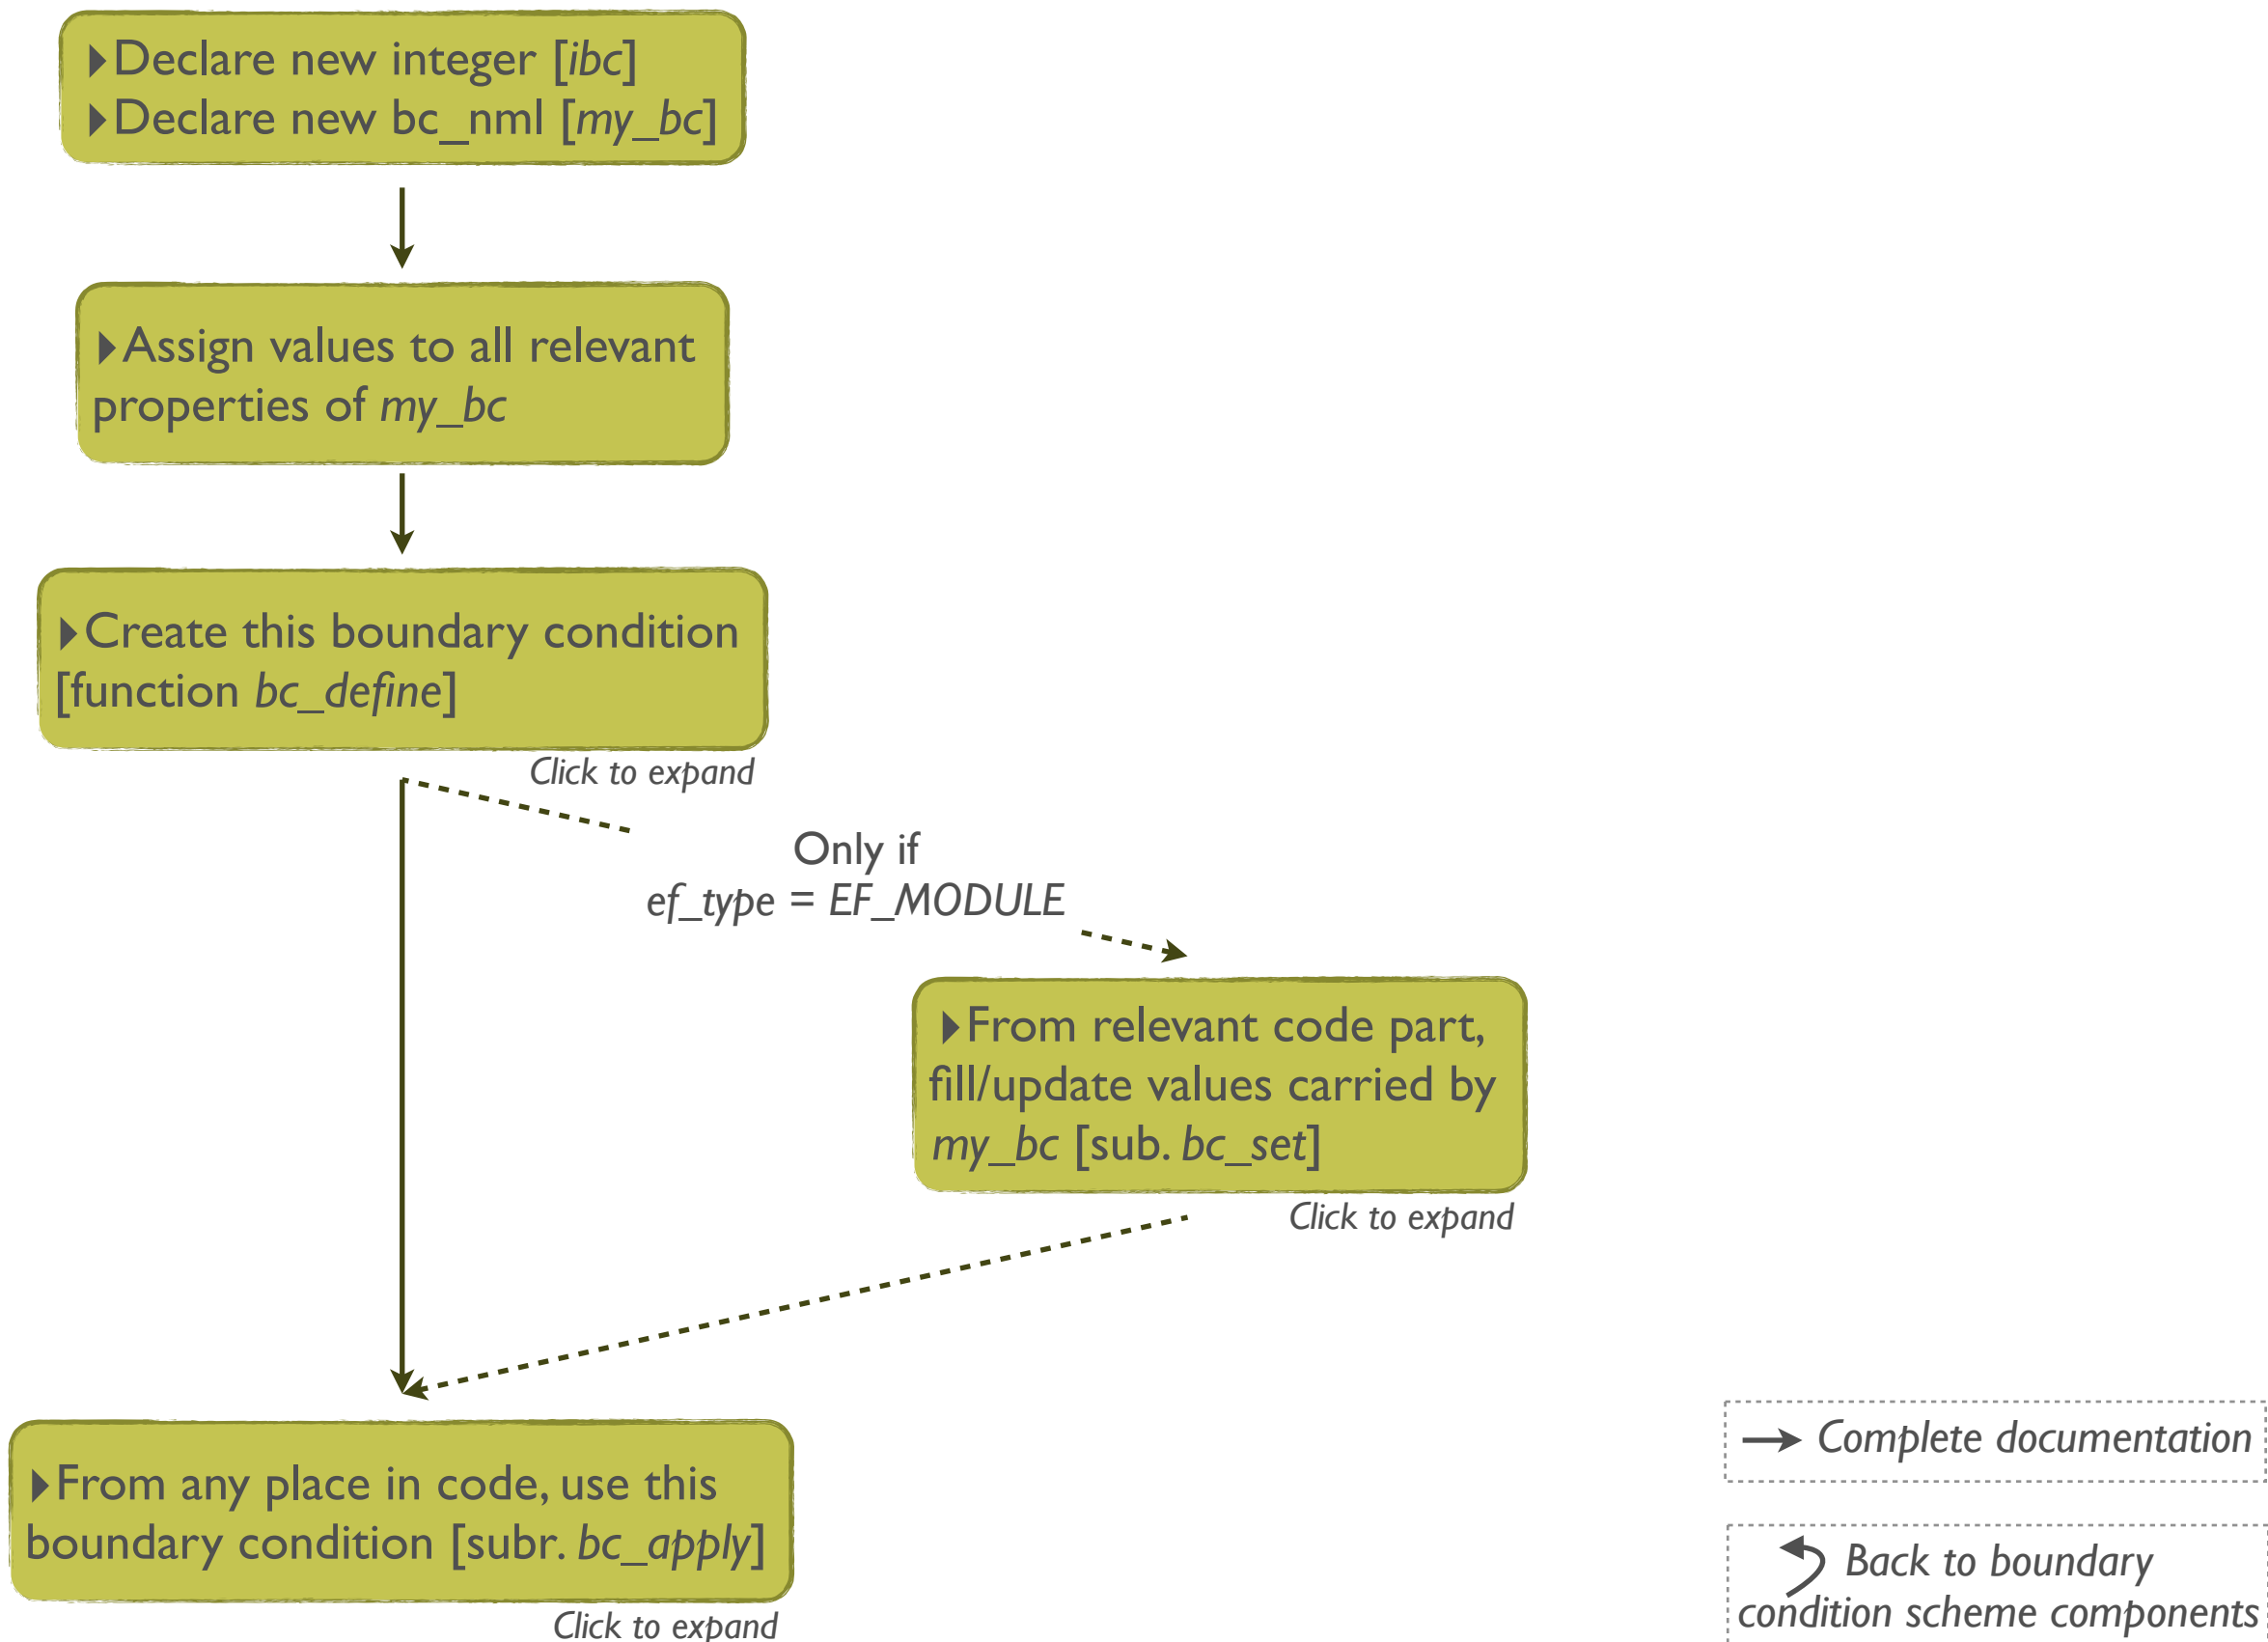 Declare new integer [ibc]
Declare new bc_nml [my_bc]
Assign values to all relevant
properties of my_bc
Create this boundary condition
[function bc_define]
Click to expand
Only if
ef_type = EF_MODULE
From relevant code part,
fill/update values carried by
my_bc [sub. bc_set]
Click to expand
From any place in code, use this
boundary condition [subr. bc_apply]
Click to expand
Complete documentation
Back to boundary
condition scheme components